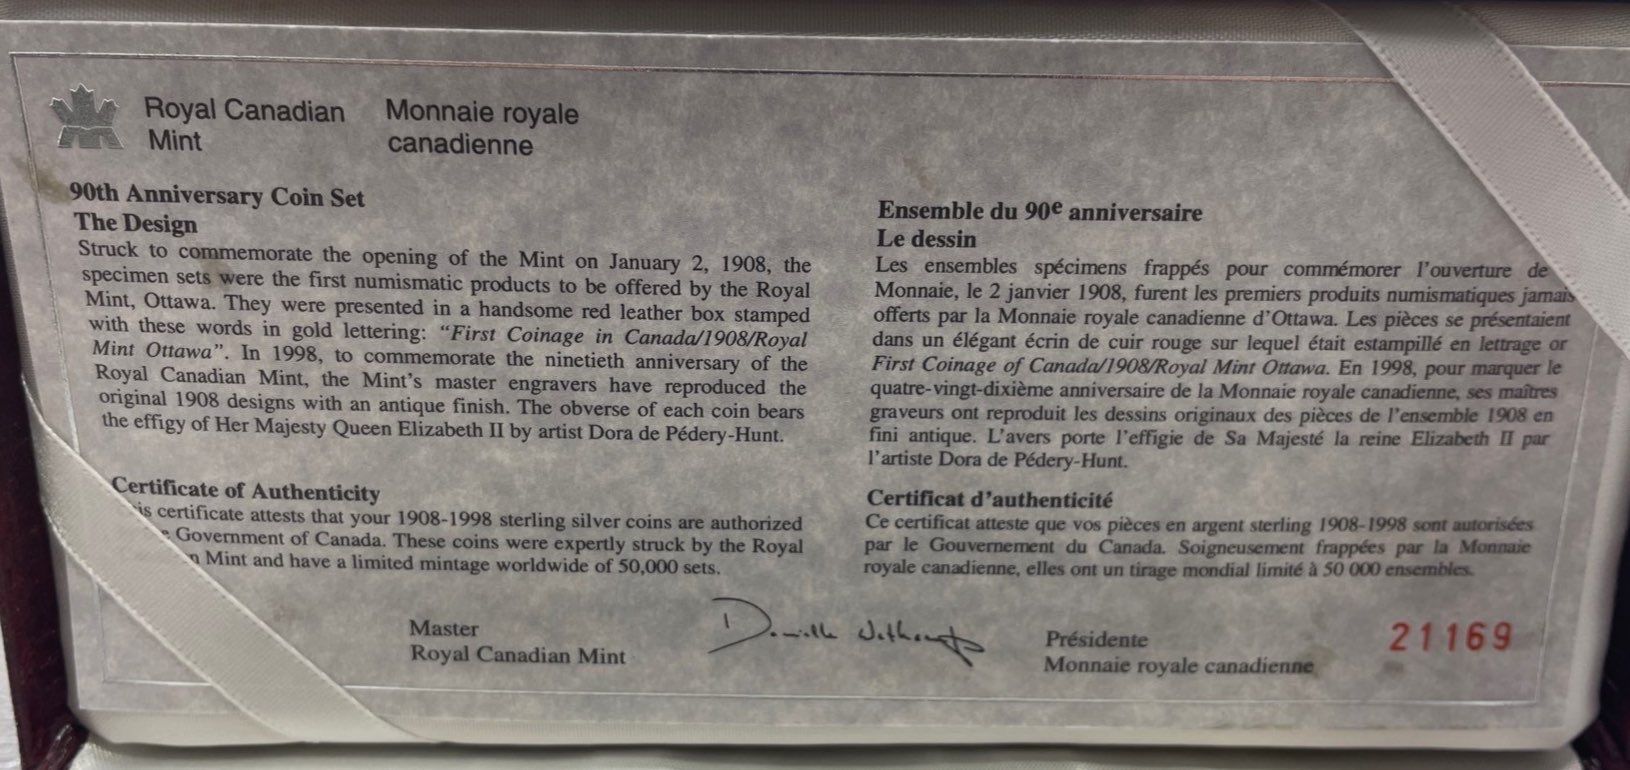 Royal Canadian
Mint
Monnaie royale
canadienne
90th Anniversary Coin Set
The Design
Struck to commemorate the opening of the Mint on January 2, 1908, the
specimen sets were the first numismatic products to be offered by the Royal
Mint, Ottawa. They were presented in a handsome red leather box stamped
with these words in gold lettering: “First Coinage in Canada/1908/Royal
Mint Ottawa”. In 1998, to commemorate the ninetieth anniversary of the
Royal Canadian Mint, the Mint’s master engravers have reproduced the
original 1908 designs with an antique finish. The obverse of each coin bears
the effigy of Her Majesty Queen Elizabeth II by artist Dora de Pédery-Hunt.
Certificate of Authenticity
is certificate attests that your 1908-1998 sterling silver coins are authorized
e Government of Canada. These coins were expertly struck by the Royal
n Mint and have a limited mintage worldwide of 50,000 sets.
Master
Royal Canadian Mint
Ensemble du 90e anniversaire
Le dessin
Les ensembles spécimens frappés pour commémorer l’ouverture de
Monnaie, le 2 janvier 1908, furent les premiers produits numismatiques jamais
offerts par la Monnaie royale canadienne d’Ottawa. Les pièces se présentaient
dans un élégant écrin de cuir rouge sur lequel était estampillé en lettrage or
First Coinage of Canada/1908/Royal Mint Ottawa. En 1998, pour marquer le
quatre-vingt-dixième anniversaire de la Monnaie royale canadienne, ses maîtres
graveurs ont reproduit les dessins originaux des pièces de l’ensemble 1908 en
fini antique. L’avers porte l’effigie de Sa Majesté la reine Elizabeth II par
l’artiste Dora de Pédery-Hunt.
Certificat d’authenticité
Ce certificat atteste que vos pièces en argent sterling 1908-1998 sont autorisées
par le Gouvernement du Canada. Soigneusement frappées par la Monnaie
royale canadienne, elles ont un tirage mondial limité à 50 000 ensembles.
Présidente
Monnaie royale canadienne
21169